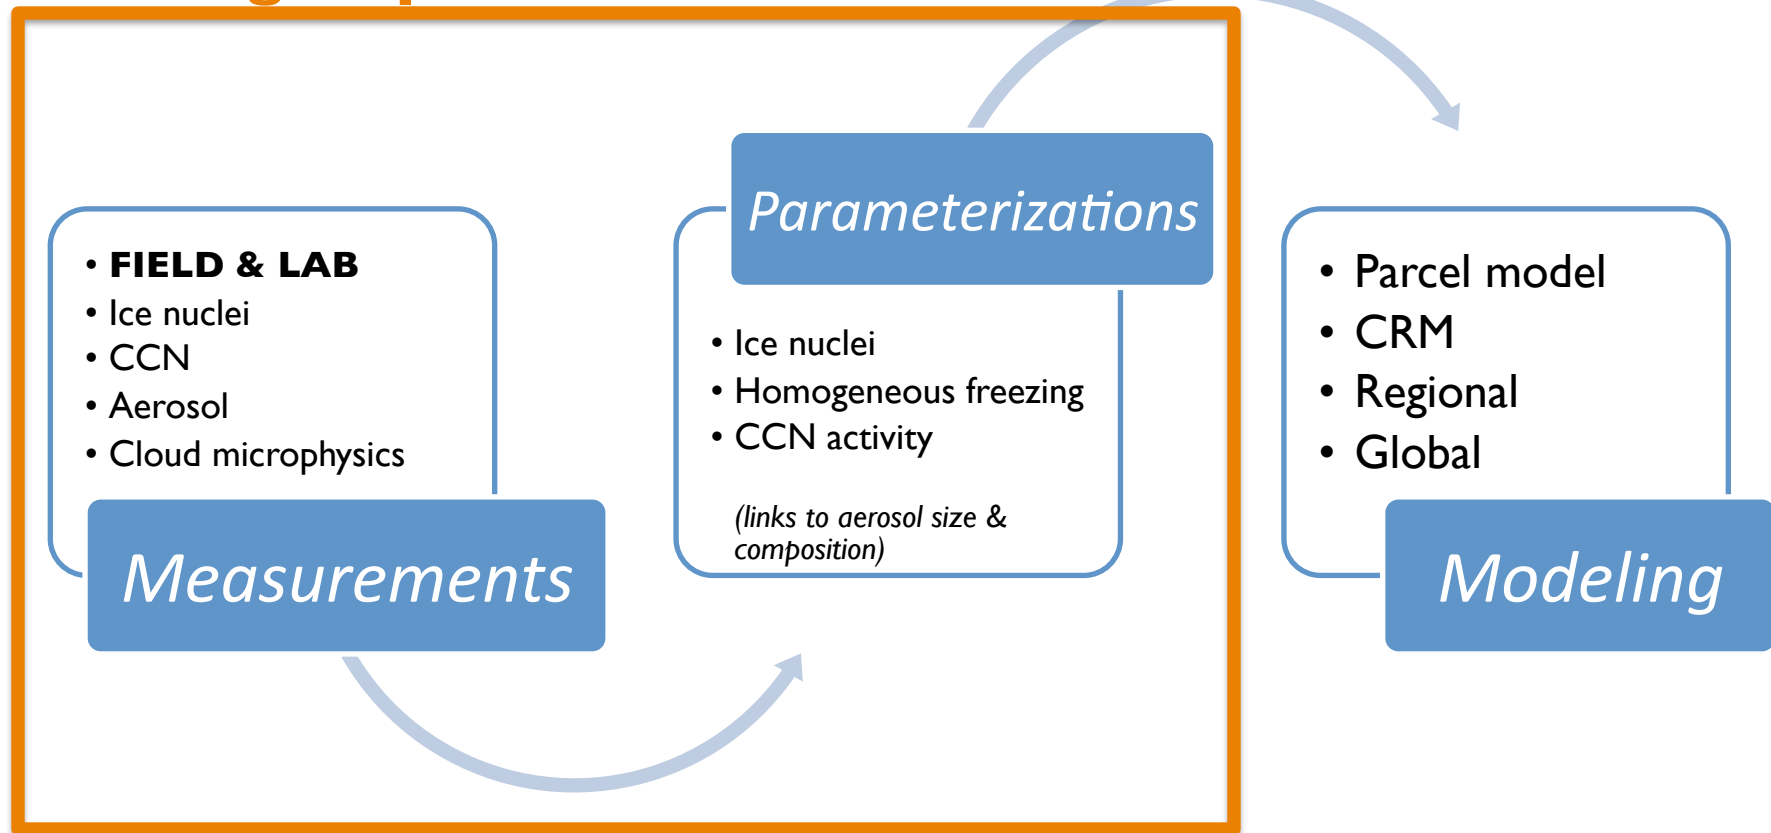 • FIELD & LAB
• Ice nuclei
• CCN
• Aerosol
• Cloud microphysics
Measurements
Parameterizations
• Ice nuclei
• Homogeneous freezing
• CCN activity
(links to aerosol size &
composition)
• Parcel model
• CRM
• Regional
• Global
Modeling